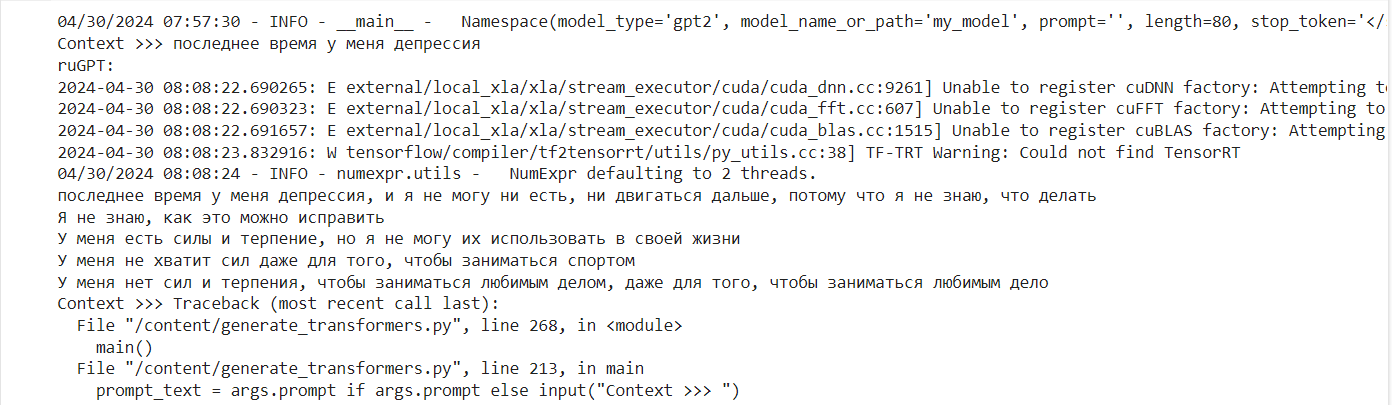 04/30/2024 07:57:30 - INFO - __main__ -   Namespace(model_type='gpt2', model_name_or_path='my_model', prompt='', length=80, stop_token='</
Context >>> последнее время у меня депрессия
ruGPT:
2024-04-30 08:08:22.690265: E external/local_xla/xla/stream_executor/cuda/cuda_dnn.cc:9261] Unable to register cuDNN factory: Attempting to
2024-04-30 08:08:22.690323: E external/local_xla/xla/stream_executor/cuda/cuda_fft.cc:607] Unable to register cuFFT factory: Attempting to
2024-04-30 08:08:22.691657: E external/local_xla/xla/stream_executor/cuda/cuda_blas.cc:1515] Unable to register cuBLAS factory: Attempting
2024-04-30 08:08:23.832916: W tensorflow/compiler/tf2tensorrt/utils/py_utils.cc:38] TF-TRT Warning: Could not find TensorRT
04/30/2024 08:08:24 - INFO - numexpr.utils -   NumExpr defaulting to 2 threads.
последнее время у меня депрессия, и я не могу ни есть, ни двигаться дальше, потому что я не знаю, что делать
Я не знаю, как это можно исправить
У меня есть силы и терпение, но я не могу их использовать в своей жизни
У меня не хватит сил даже для того, чтобы заниматься спортом
У меня нет сил и терпения, чтобы заниматься любимым делом, даже для того, чтобы заниматься любимым дело
Context >>> Traceback (most recent call last):
  File "/content/generate_transformers.py", line 268, in <module>
    main()
  File "/content/generate_transformers.py", line 213, in main
    prompt_text = args.prompt if args.prompt else input("Context >>> ")